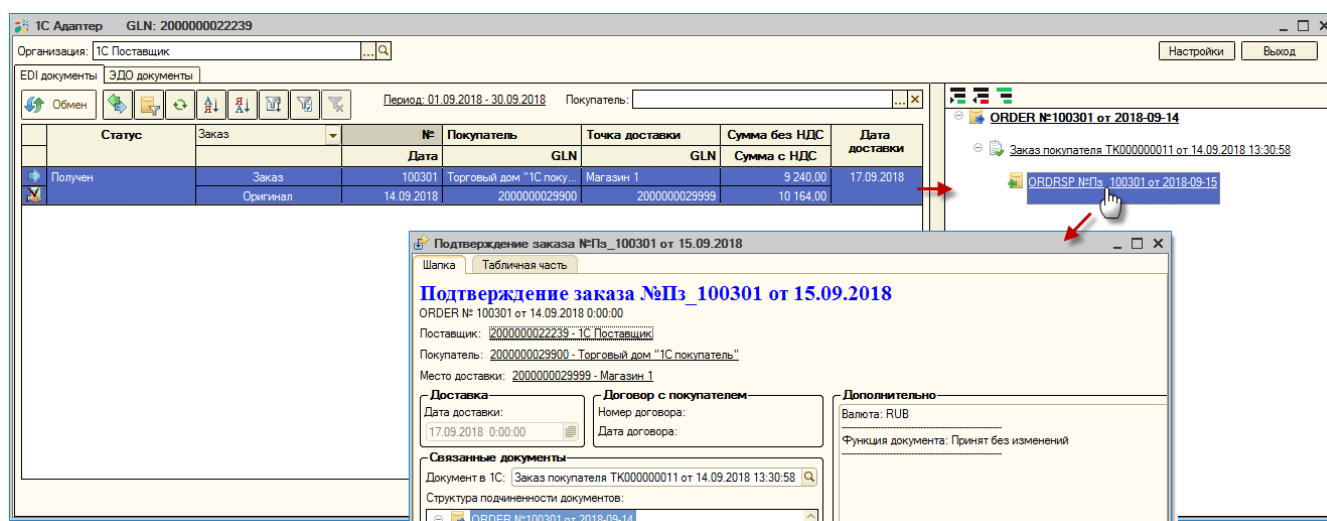 1С Адаптер GLN: 2000000022239
Организация: 1С Поставщик ...
Настройки Выход
EDI документы ЭДО документы
Обмен Период: 01.09.2018 - 30.09.2018 Покупатель: ... ×
Статус Заказ № Покупатель Точка доставки Сумма без НДС Дата доставки
Дата GLN GLN Сумма с НДС
Получен Заказ 100301 Торговый дом "1С поку... Магазин 1 9 240,00 17.09.2018
Оригинал 14.09.2018 2000000029900 2000000029999 10 164,00
ORDER №100301 от 2018-09-14
Заказ покупателя ТК000000011 от 14.09.2018 13:30:58
ORDRSP №Пз_100301 от 2018-09-15
Подтверждение заказа №Пз_100301 от 15.09.2018
Шапка Табличная часть
Подтверждение заказа №Пз_100301 от 15.09.2018
ORDER № 100301 от 14.09.2018 0:00:00
Поставщик: 2000000022239 - 1С Поставщик
Покупатель: 2000000029900 - Торговый дом "1С покупатель"
Место доставки: 2000000029999 - Магазин 1
Доставка
Дата доставки:
17.09.2018 0:00:00
Договор с покупателем
Номер договора:
Дата договора:
Дополнительно
Валюта: RUB
Функция документа: Принят без изменений
Связанные документы
Документ в 1С: Заказ покупателя ТК000000011 от 14.09.2018 13:30:58
Структура подчиненности документов:
ORDER №100301 от 2018-09-14